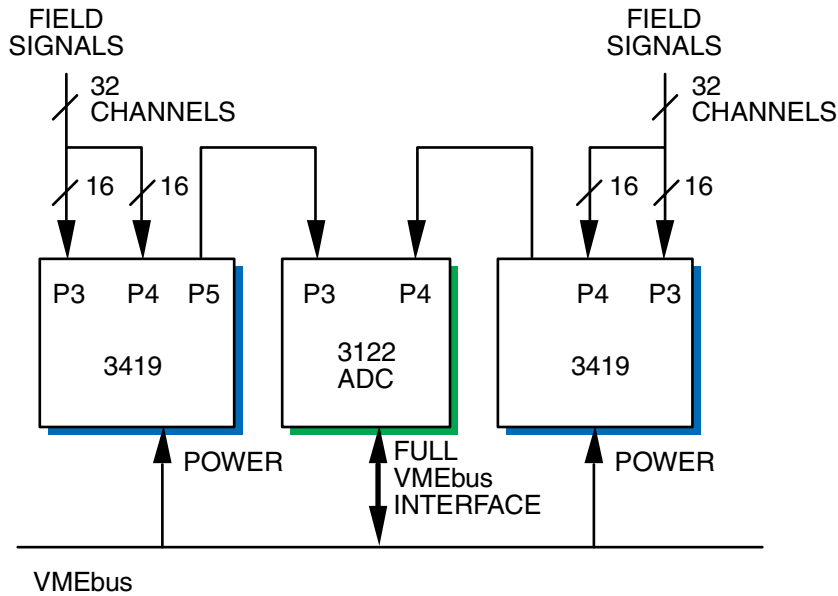 FIELD
SIGNALS
32
CHANNELS
16
16
FIELD
SIGNALS
32
CHANNELS
16
16
P3
P4
P5
3419
P3
P4
3122
ADC
P4
P3
3419
POWER
FULL
VMEbus
INTERFACE
POWER
VMEbus